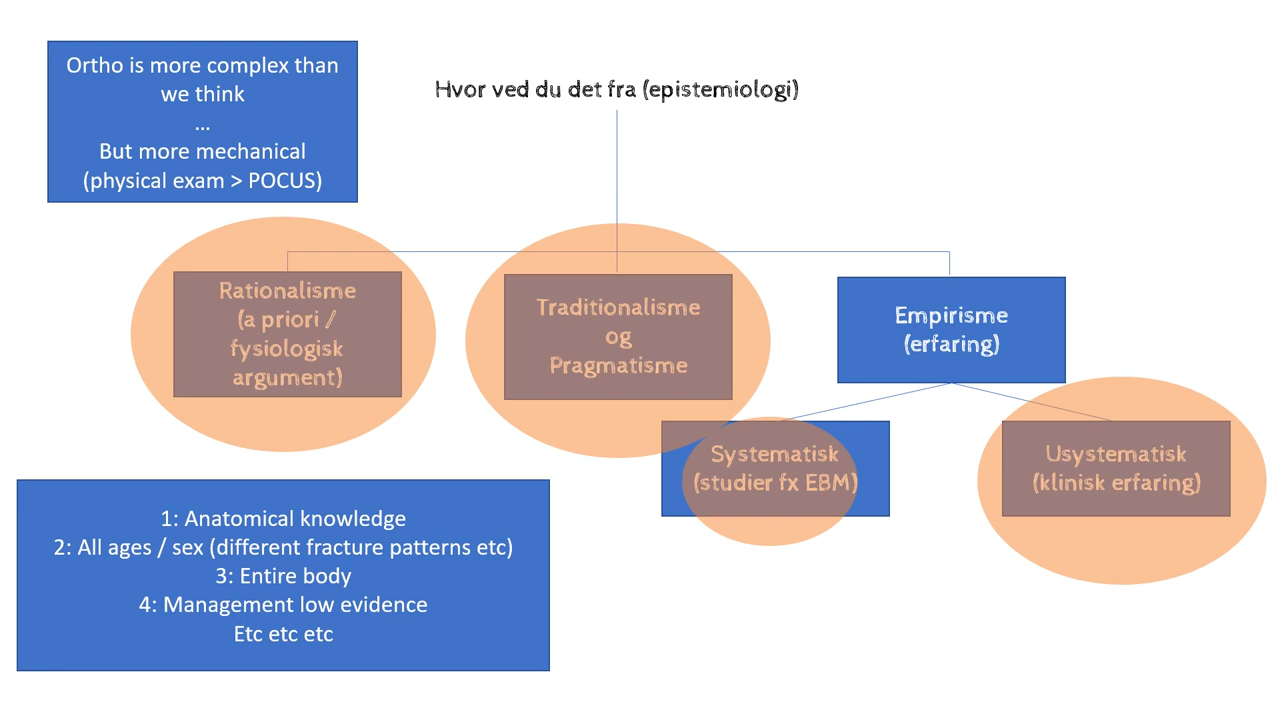 Ortho is more complex than
we think
...
But more mechanical
(physical exam > POCUS)
Hvor ved du det fra (epistemiologi)
Rationalisme
(a priori /
fysiologisk
argument)
Traditionalisme
og
Pragmatisme
Empirisme
(erfaring)
Systematisk
(studier fx EBM)
Usystematisk
(klinisk erfaring)
1: Anatomical knowledge
2: All ages / sex (different fracture patterns etc)
3: Entire body
4: Management low evidence
Etc etc etc